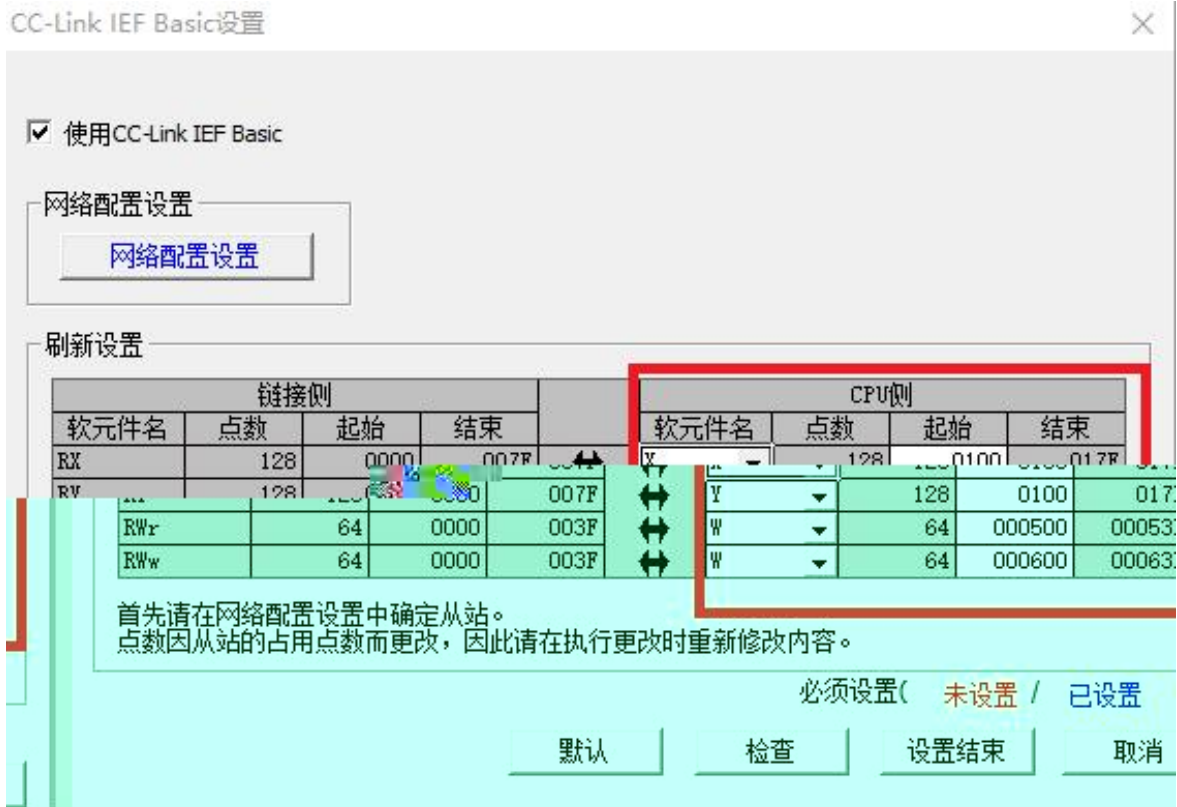 CC-Link IEF Basic设置
使用CC-Link IEF Basic
网络配置设置
网络配置设置
刷新设置
链接侧 CPU侧
软元件名 点数 起始 结束 软元件名 点数 起始 结束
RX 128 0000 007F 128 0100 017F
128
007F Y 128 0100
RWr 64 0000 003F W 64 000500
RWw 64 0000 003F W 64 000600
首先请在网络配置设置中确定从站。
点数因从站的占用点数而更改，因此请在执行更改时重新修改内容。
必须设置( 未设置 / 已设置
默认 检查 设置结束 取消